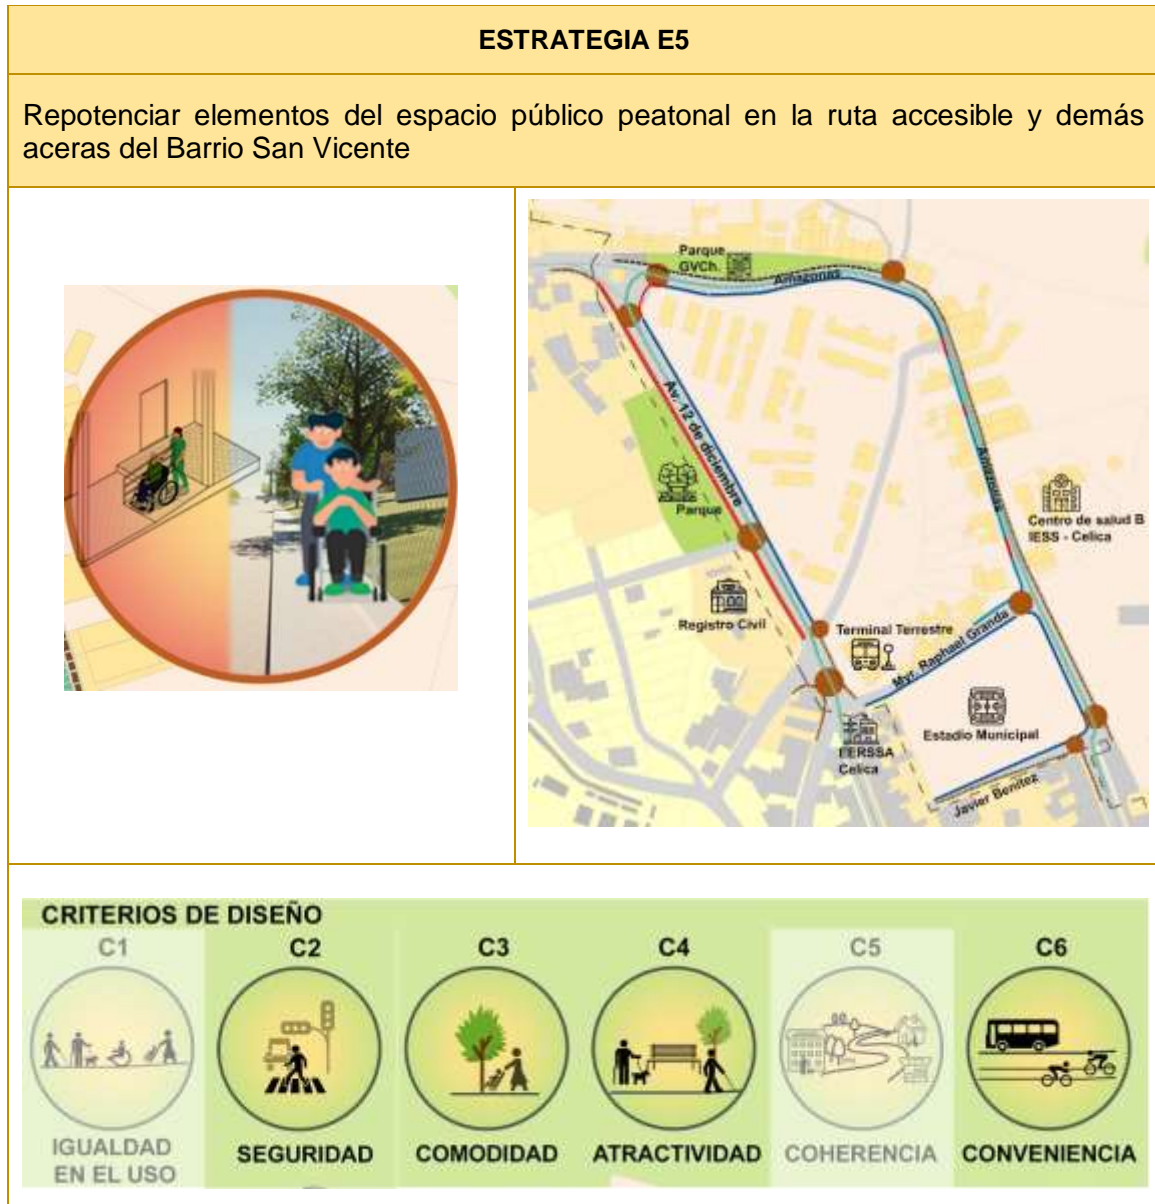 ESTRATEGIA E5
Repotenciar elementos del espacio público peatonal en la ruta accesible y demás
aceras del Barrio San Vicente
Parque
GVCh.
Amazonas
Av. 12 de diciembre
Parque
Amazonas
Centro de salud B
IESS - Celica
Registro Civil
Terminal Terrestre
Myr. Raphael Granda
Estadio Municipal
EERSSA
Celica
Javier Benítez
CRITERIOS DE DISEÑO
C1
C2
C3
C4
C5
C6
IGUALDAD
EN EL USO
SEGURIDAD
COMODIDAD
ATRACTIVIDAD
COHERENCIA
CONVENIENCIA